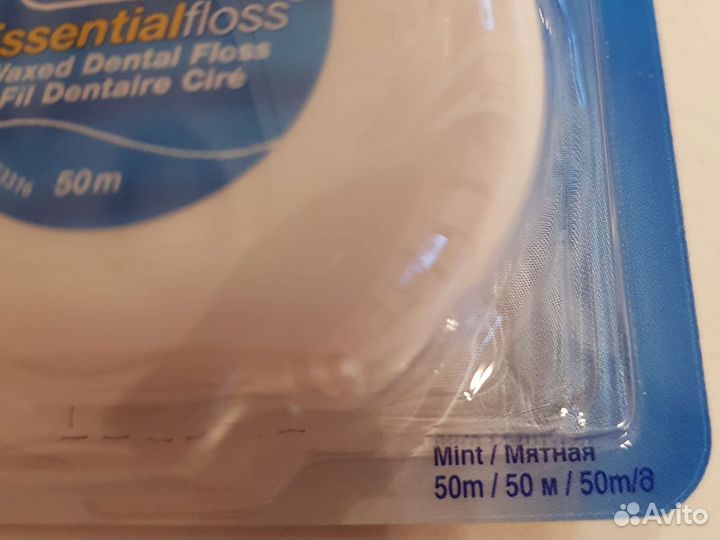 Essentialfloss
Waxed Dental Floss
Fil Dentaire Ciré
50m
Mint / Мятная
50m / 50 м / 50m/მ
Avito